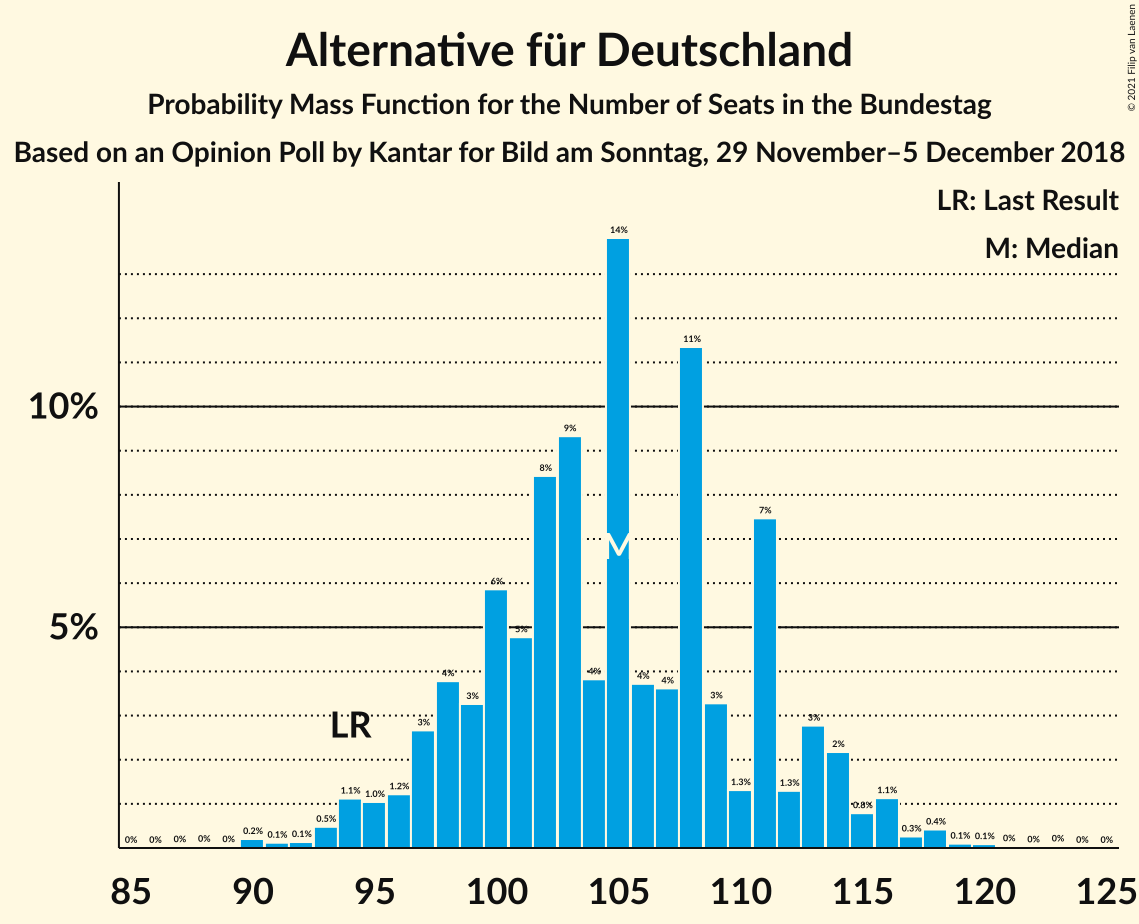 Alternative für Deutschland
Probability Mass Function for the Number of Seats in the Bundestag
Based on an Opinion Poll by Kantar for Bild am Sonntag, 29 November–5 December 2018
© 2021 Filip van Laenen
LR: Last Result
M: Median
10%
5%
0% 0% 0% 0% 0% 0.2% 0.1% 0.1% 0.5% 1.1% 1.0% 1.2% 3% 4% 3% 6% 5% 8% 9% 4% 14% 4% 4% 11% 3% 1.3% 7% 1.3% 3% 2% 0.8% 1.1% 0.3% 0.4% 0.1% 0.1% 0% 0% 0% 0% 0%
LR
M
85 90 95 100 105 110 115 120 125